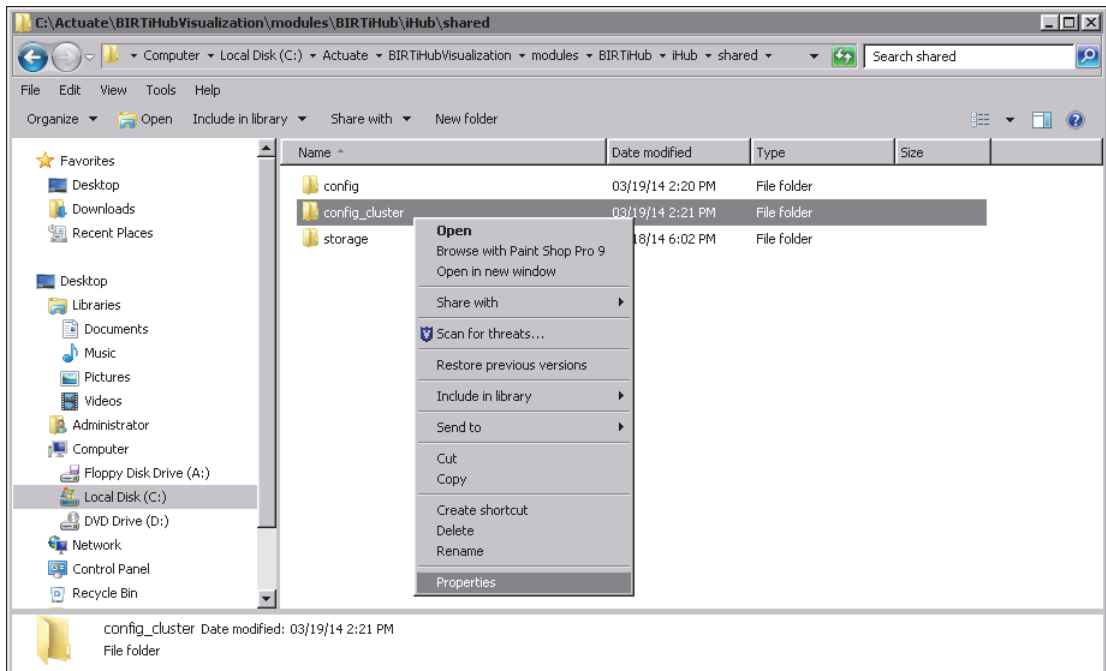 C:\Actuate\BIRTiHubVisualization\modules\BIRTiHub\iHub\shared
Computer Local Disk (C:) Actuate BIRTiHubVisualization modules BIRTiHub iHub shared
Search shared
File Edit View Tools Help
Organize Open Include in library Share with New folder
Favorites
Desktop
Downloads
Recent Places
Desktop
Libraries
Documents
Music
Pictures
Videos
Administrator
Computer
Floppy Disk Drive (A:)
Local Disk (C:)
DVD Drive (D:)
Network
Control Panel
Recycle Bin
Name Date modified Type Size
config 03/19/14 2:20 PM File folder
config_cluster 03/19/14 2:21 PM File folder
storage 18/14 6:02 PM File folder
Open
Browse with Paint Shop Pro 9
Open in new window
Share with
Scan for threats...
Restore previous versions
Include in library
Send to
Cut
Copy
Create shortcut
Delete
Rename
Properties
config_cluster Date modified: 03/19/14 2:21 PM
File folder